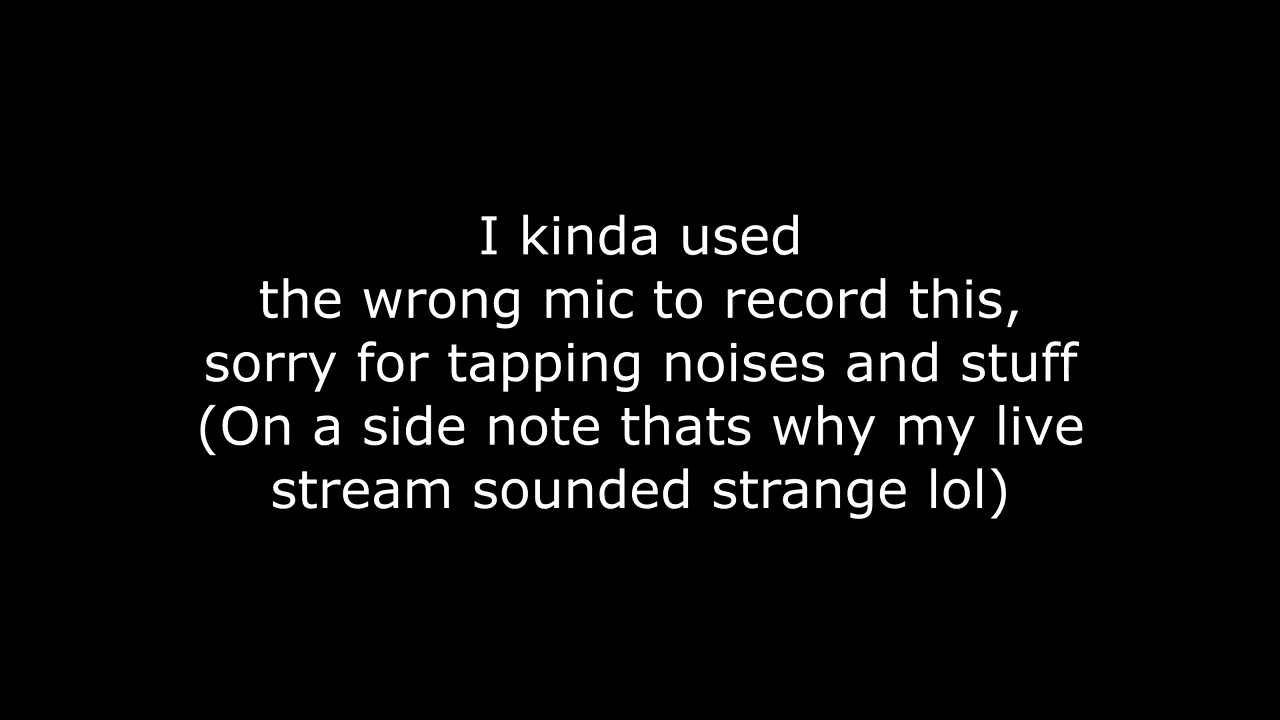 I kinda used
the wrong mic to record this,
sorry for tapping noises and stuff
(On a side note thats why my live
stream sounded strange lol)